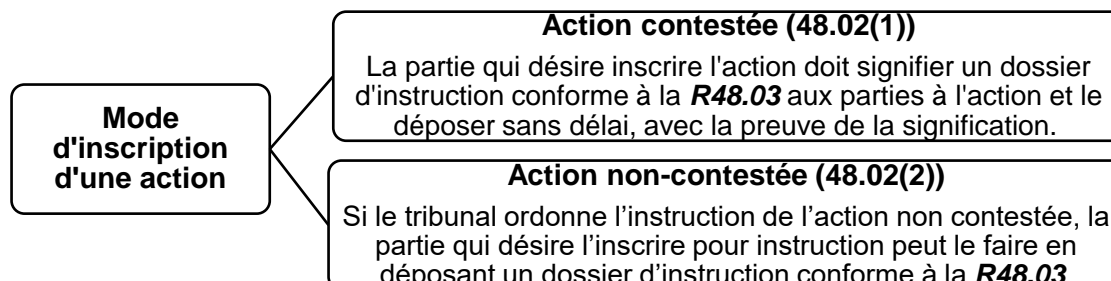 Mode
d'inscription
d'une action
Action contestée (48.02(1))
La partie qui désire inscrire l'action doit signifier un dossier
d'instruction conforme à la R48.03 aux parties à l'action et le
déposer sans délai, avec la preuve de la signification.
Action non-contestée (48.02(2))
Si le tribunal ordonne l’instruction de l’action non contestée, la
partie qui désire l’inscrire pour instruction peut le faire en
déposant un dossier d’instruction conforme à la R48.03